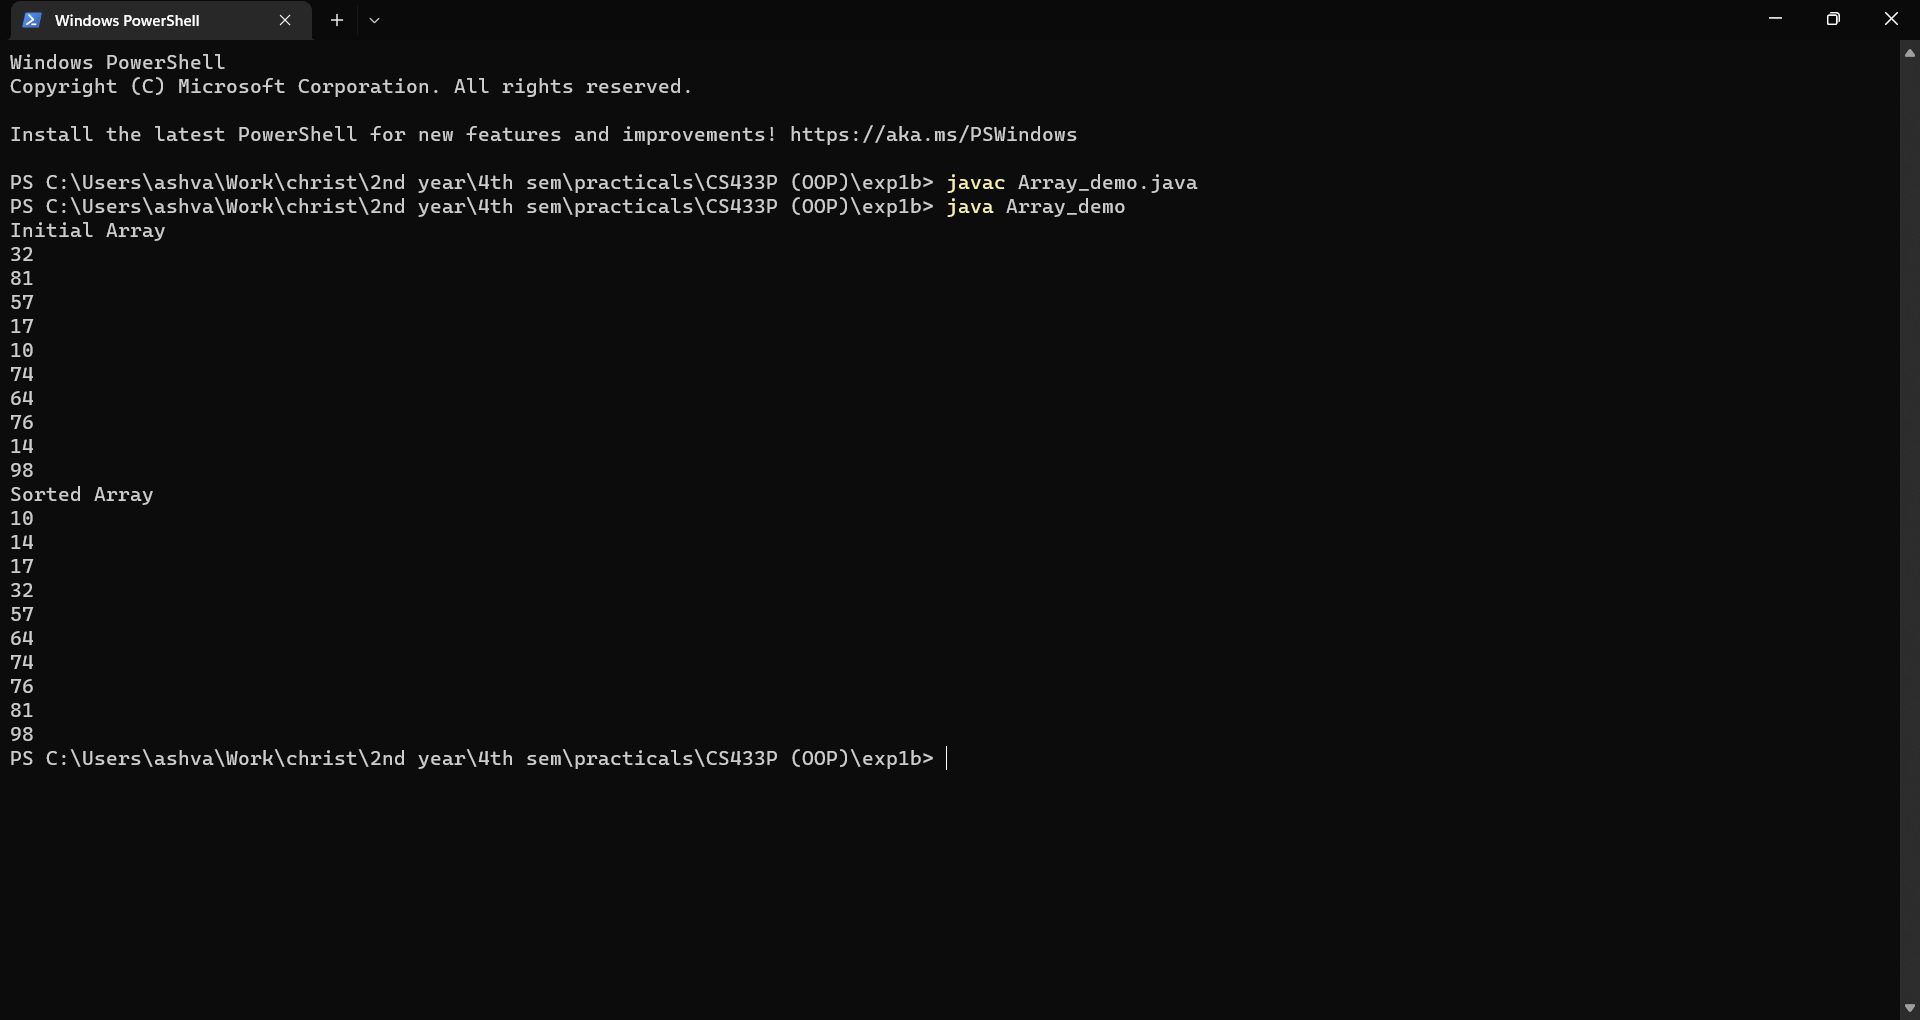 Windows PowerShell
Windows PowerShell
Copyright (C) Microsoft Corporation. All rights reserved.
Install the latest PowerShell for new features and improvements! https://aka.ms/PSWindows
PS C:\Users\ashva\Work\christ\2nd year\4th sem\practicals\CS433P (OOP)\exp1b> javac Array_demo.java
PS C:\Users\ashva\Work\christ\2nd year\4th sem\practicals\CS433P (OOP)\exp1b> java Array_demo
Initial Array
32
81
57
17
10
74
64
76
14
98
Sorted Array
10
14
17
32
57
64
74
76
81
98
PS C:\Users\ashva\Work\christ\2nd year\4th sem\practicals\CS433P (OOP)\exp1b>